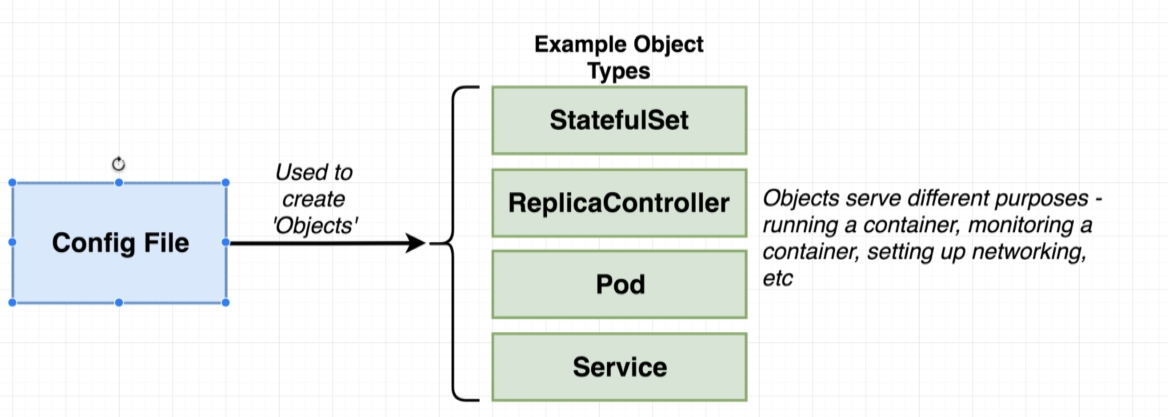 Example Object
Types
StatefulSet
Used to
create
'Objects'
ReplicaController
Objects serve different purposes -
running a container, monitoring a
container, setting up networking,
etc
Config File
Pod
Service